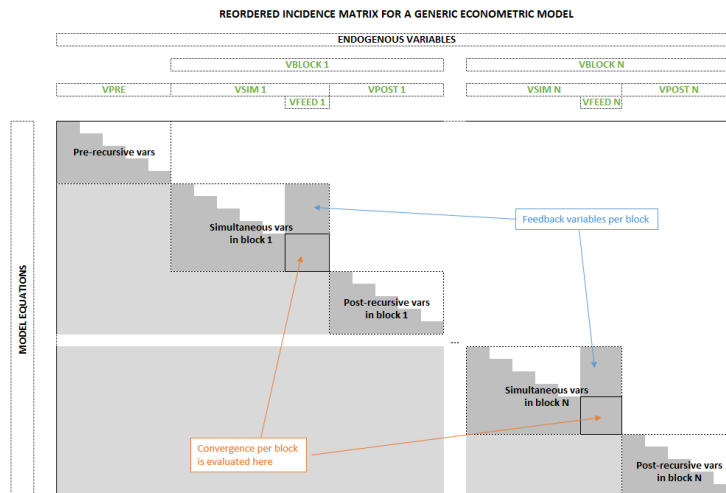 REORDERED INCIDENCE MATRIX FOR A GENERIC ECONOMETRIC MODEL
ENDOGENOUS VARIABLES
VBLOCK 1
VBLOCK N
VPRE
VSIM 1
VPOST 1
VSIM N
VPOST N
VFEED 1
VFEED N
MODEL EQUATIONS
Pre-recursive vars
Simultaneous vars
in block 1
Feedback variables per block
Post-recursive vars
in block 1
...
Simultaneous vars
in block N
Convergence per block
is evaluated here
Post-recursive vars
in block N